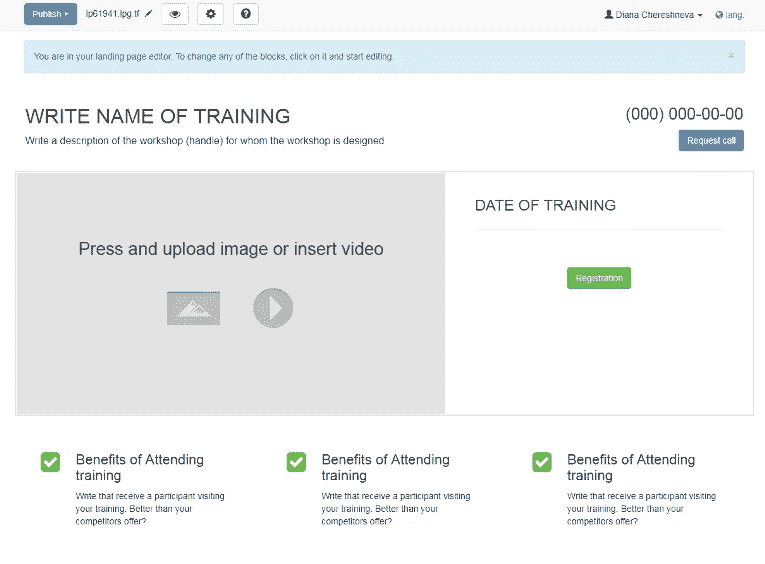 Publish
lp61941.lpg.tf
Diana Chereshneva
lang.
You are in your landing page editor. To change any of the blocks, click on it and start editing.
×
WRITE NAME OF TRAINING
(000) 000-00-00
Write a description of the workshop (handle) for whom the workshop is designed
Request call
DATE OF TRAINING
Press and upload image or insert video
Registration
Benefits of Attending
training
Write that receive a participant visiting
your training. Better than your
competitors offer?
Benefits of Attending
training
Write that receive a participant visiting
your training. Better than your
competitors offer?
Benefits of Attending
training
Write that receive a participant visiting
your training. Better than your
competitors offer?